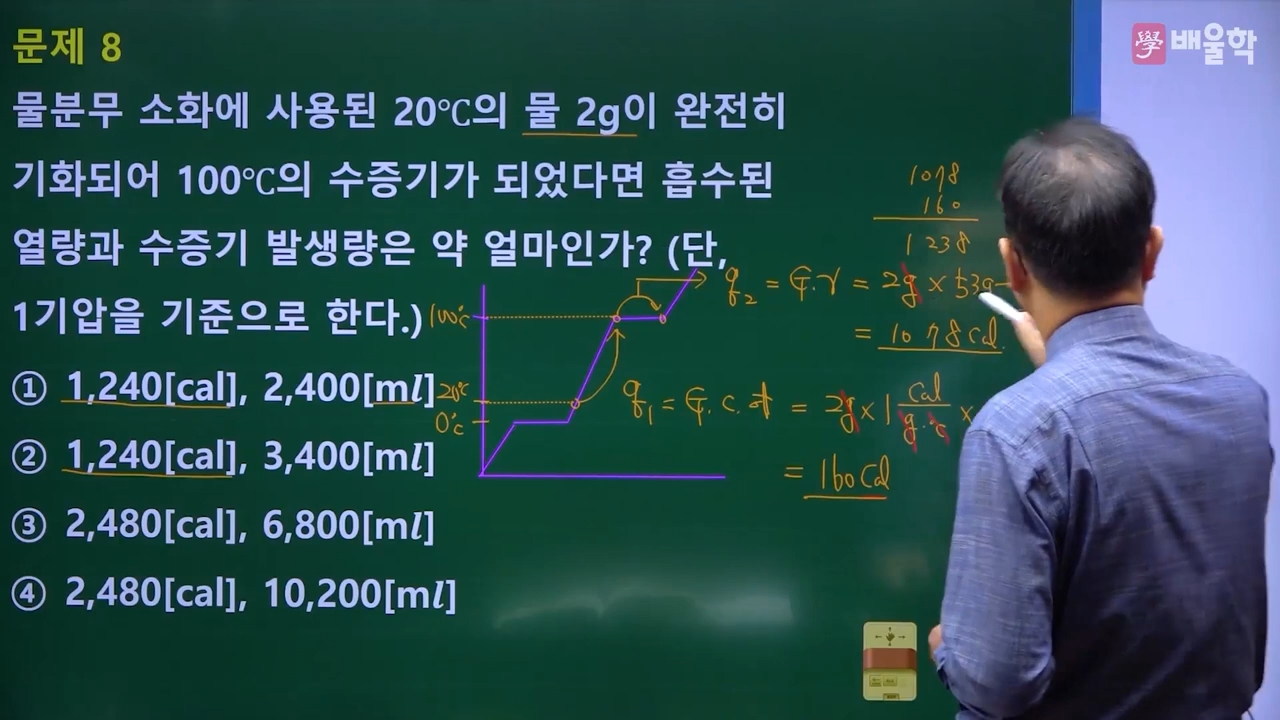 學 배울학
문제 8
물분무 소화에 사용된 20℃의 물 2g이 완전히
기화되어 100℃의 수증기가 되었다면 흡수된
열량과 수증기 발생량은 약 얼마인가? (단,
1기압을 기준으로 한다.)
① 1,240[cal], 2,400[ml]
② 1,240[cal], 3,400[ml]
③ 2,480[cal], 6,800[ml]
④ 2,480[cal], 10,200[ml]
100℃
20℃
0℃
1078
160
1238
q₂ = G.γ = 2g × 539
= 1078 cal
q₁ = G. C. Δt = 2g × 1 cal/g·℃ ×
= 160 cal